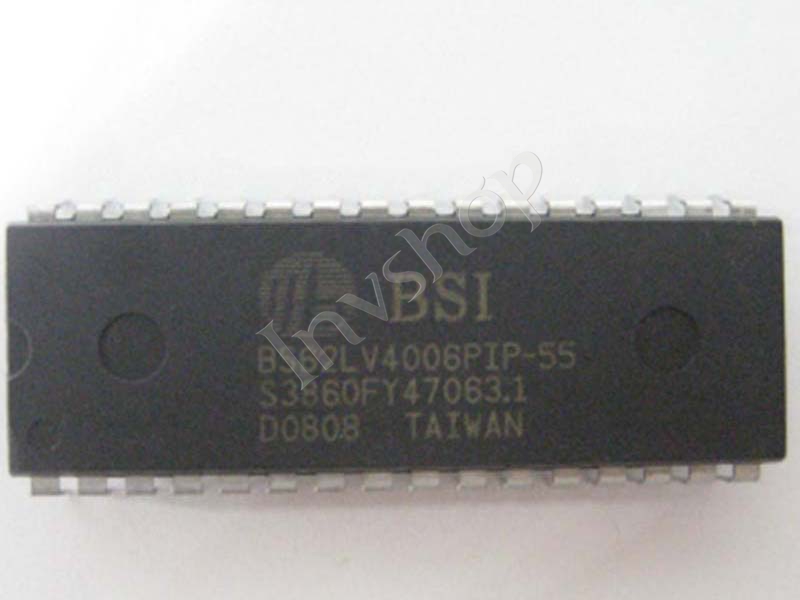 BSI
BS62LV4006PIP-55
S3860FY47063.1
D0808 TAIWAN
Invshop